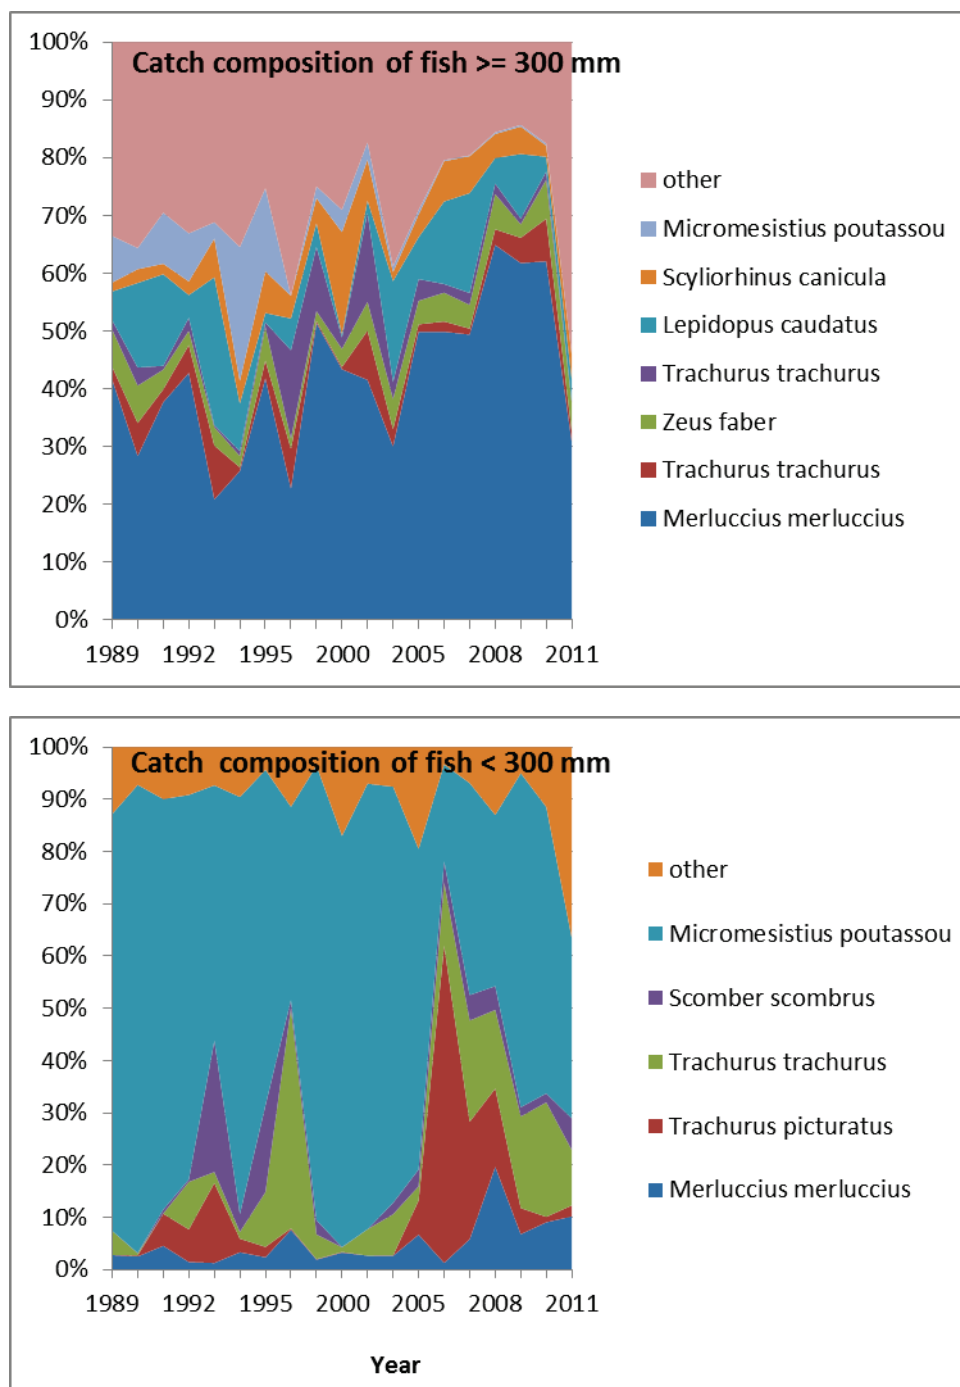 Catch composition of fish >= 300 mm
100%
90%
80%
70%
60%
50%
40%
30%
20%
10%
0%
1989 1992 1995 2000 2005 2008 2011
other
Micromesistius poutassou
Scyliorhinus canicula
Lepidopus caudatus
Trachurus trachurus
Zeus faber
Trachurus trachurus
Merluccius merluccius
Catch composition of fish < 300 mm
100%
90%
80%
70%
60%
50%
40%
30%
20%
10%
0%
1989 1992 1995 2000 2005 2008 2011
Year
other
Micromesistius poutassou
Scomber scombrus
Trachurus trachurus
Trachurus picturatus
Merluccius merluccius